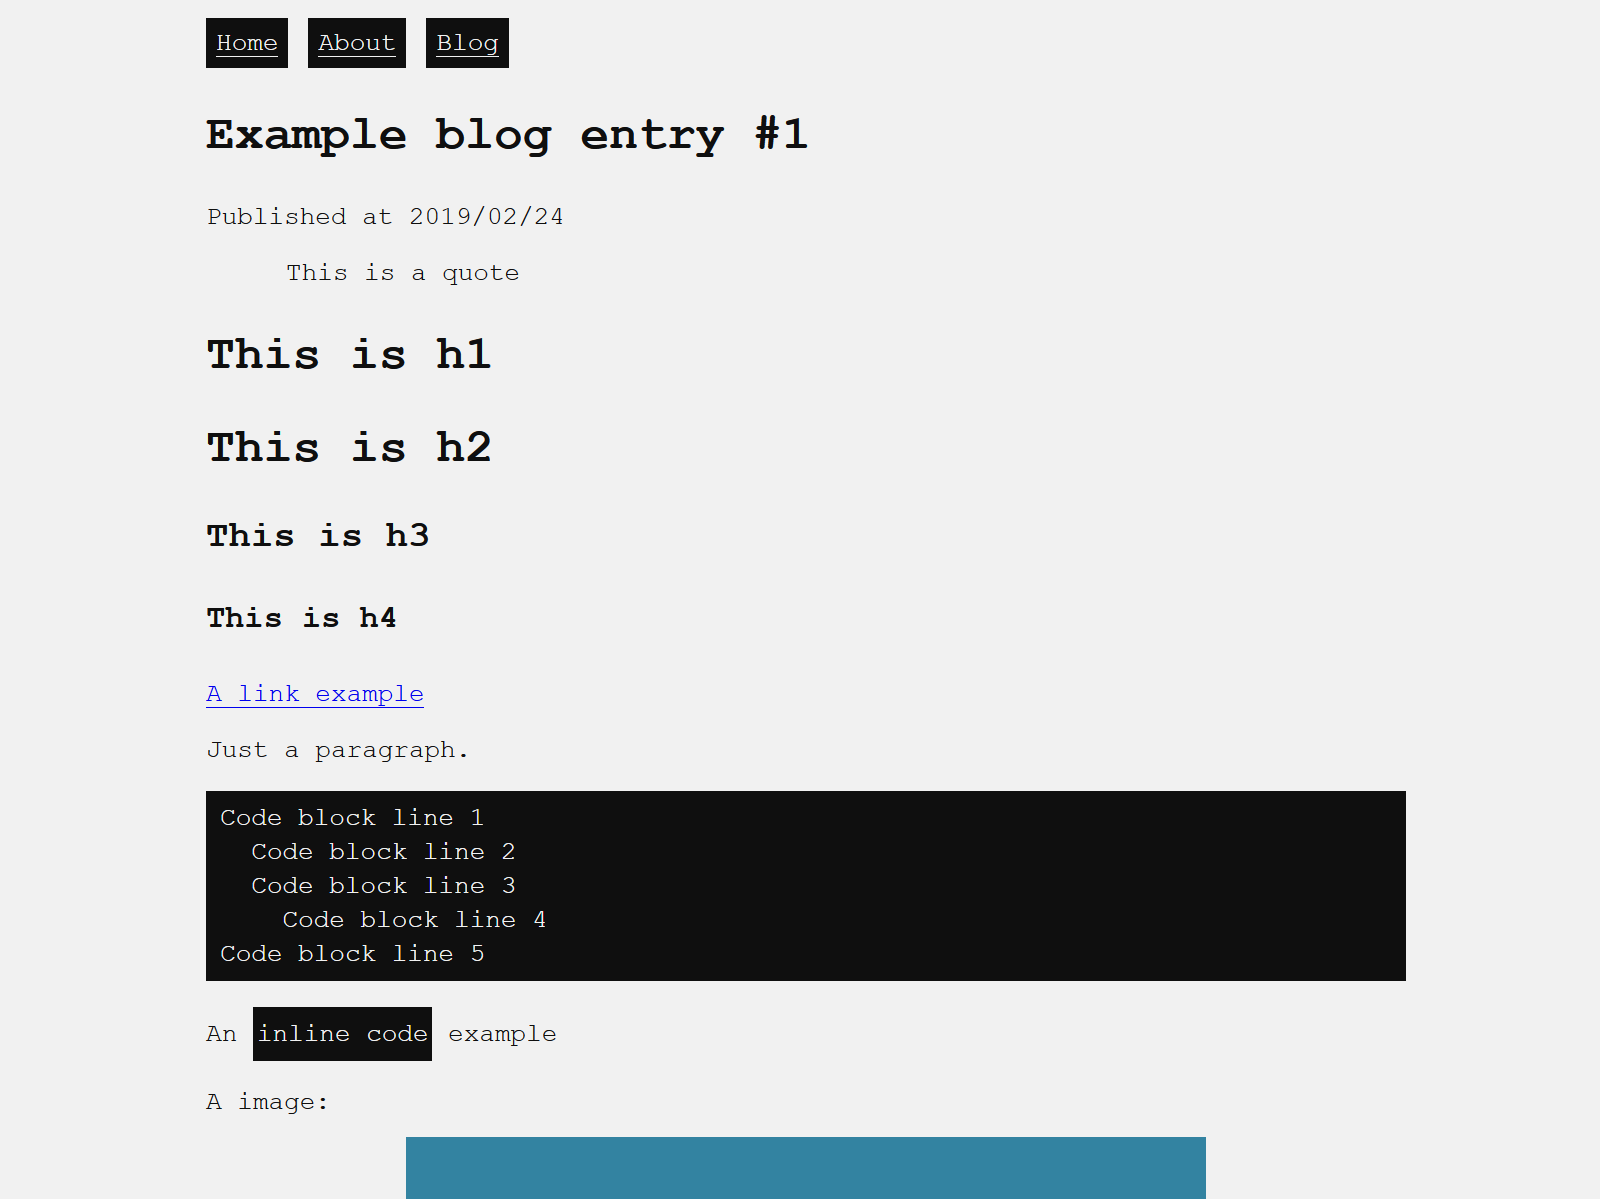 Home About Blog
Example blog entry #1
Published at 2019/02/24
This is a quote
This is h1
This is h2
This is h3
This is h4
A link example
Just a paragraph.
Code block line 1
  Code block line 2
  Code block line 3
    Code block line 4
Code block line 5
An inline code example
A image: